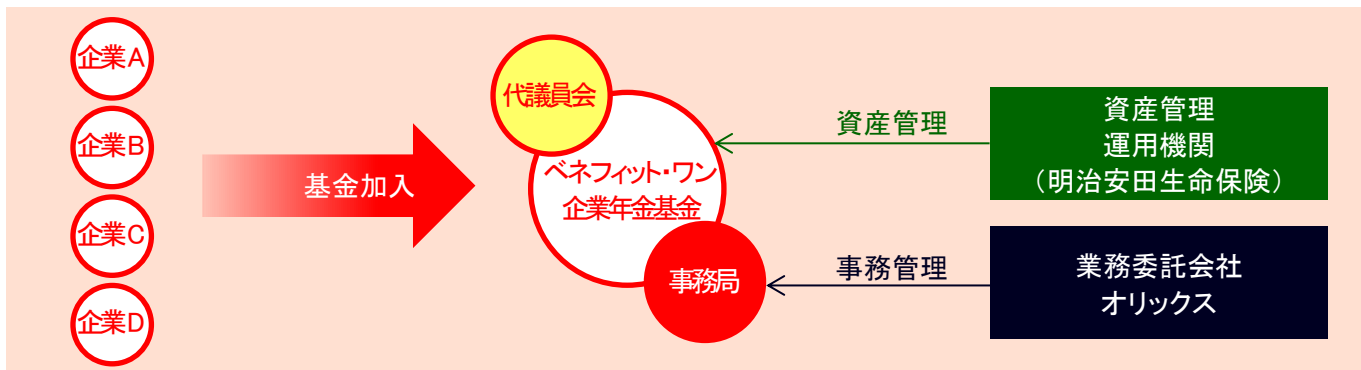 企業A
企業B
企業C
企業D
基金加入
代議員会
ベネフィット・ワン
企業年金基金
事務局
資産管理
資産管理
運用機関
（明治安田生命保険）
事務管理
業務委託会社
オリックス